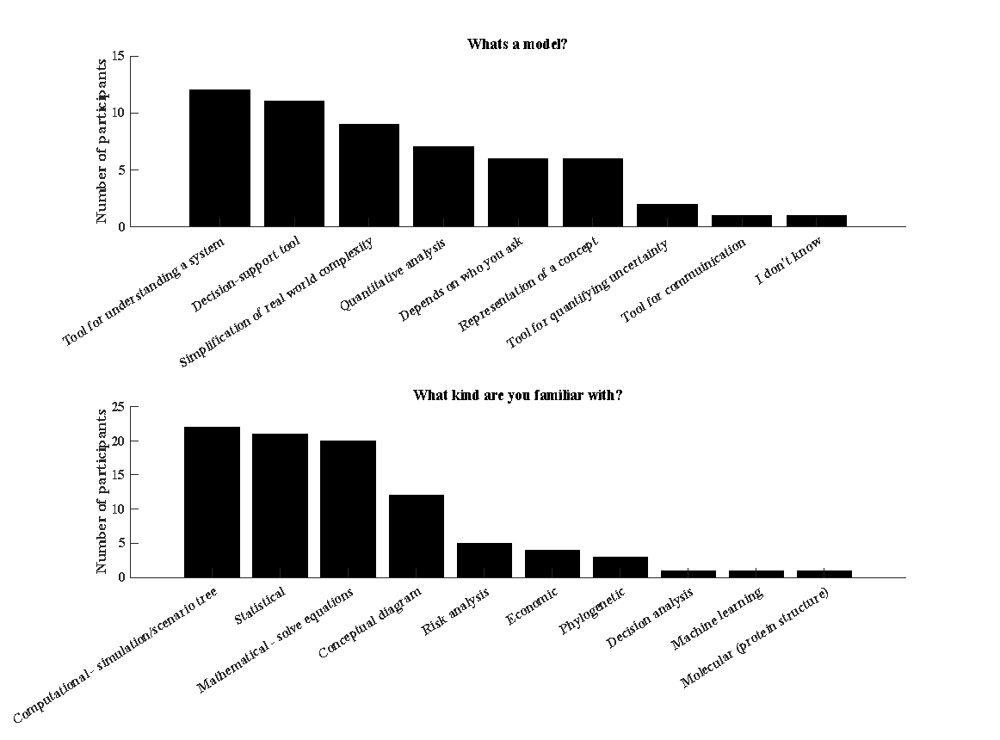 Whats a model?
Number of participants
15
10
5
0
Tool for understanding a system
Decision-support tool
Simplification of real world complexity
Quantitative analysis
Depends on who you ask
Representation of a concept
Tool for quantifying uncertainty
Tool for communication
I don't know
What kind are you familiar with?
Number of participants
25
20
15
10
5
0
Computational - simulation/scenario tree
Statistical
Mathematical - solve equations
Conceptual diagram
Risk analysis
Economic
Phylogenetic
Decision analysis
Machine learning
Molecular (protein structure)